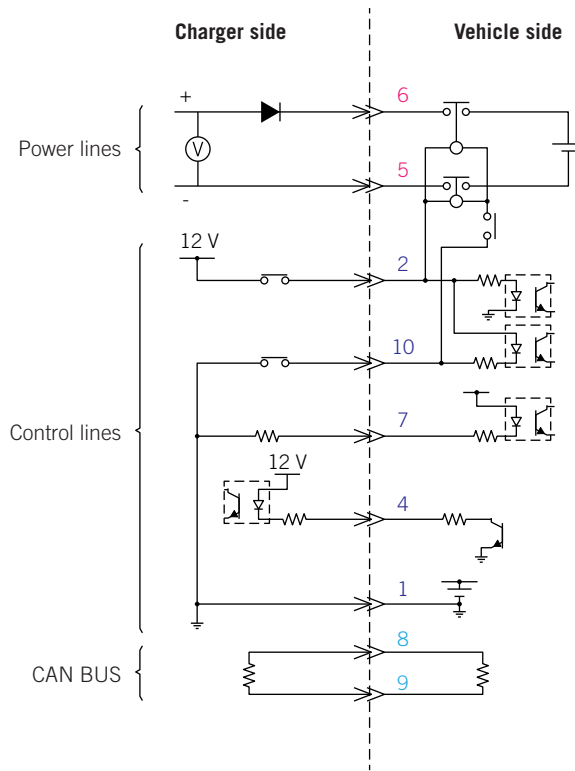 Charger side Vehicle side
+ 6
V
Power lines
5
-
12 V
2
10
7
Control lines
12 V
4
1
8
CAN BUS
9